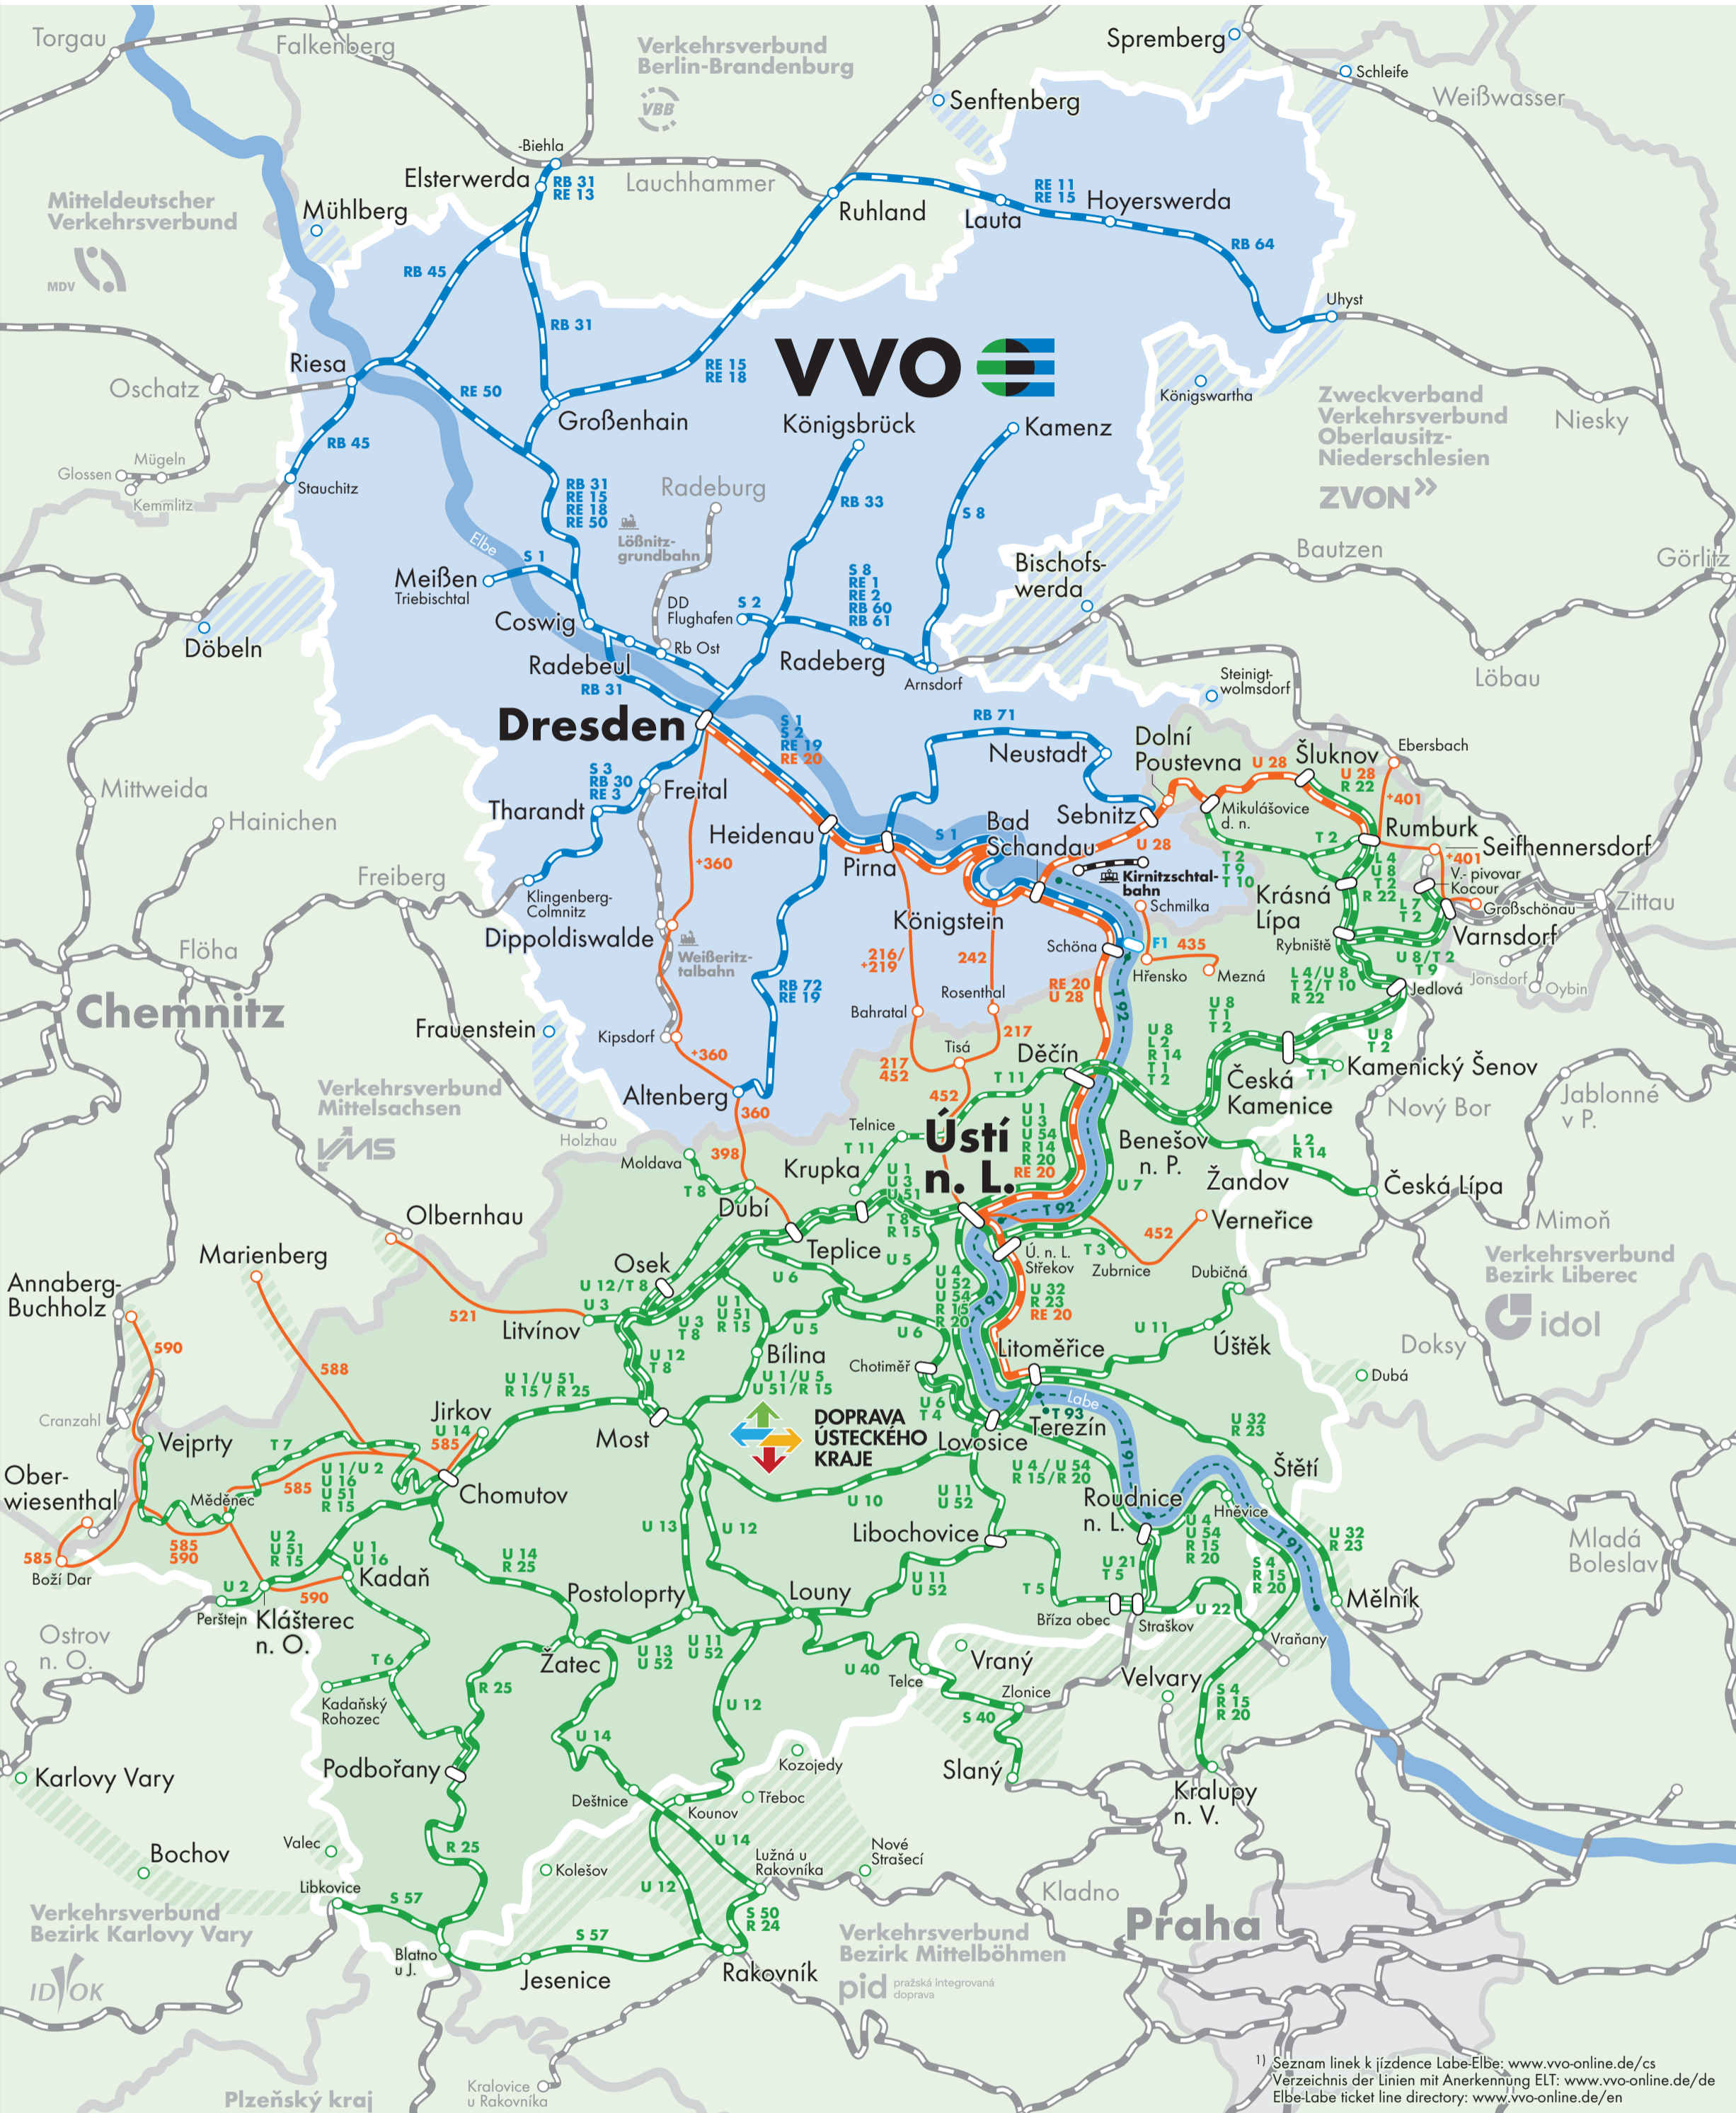 Torgau
Falkenberg
Verkehrsverbund
Berlin-Brandenburg
VBB
Spremberg
Schleife
Weißwasser
Senftenberg
-Biehla
Elsterwerda
RB 31
RE 13
Lauchhammer
Mitteldeutscher
Verkehrsverbund
MDV
Mühlberg
Ruhland
Lauta
RE 11
RE 15
Hoyerswerda
RB 64
RB 45
Uhyst
RB 31
Riesa
RE 50
RE 15
RE 18
VVO
Königswartha
Oschatz
Großenhain
Königsbrück
Kamenz
Zweckverband
Verkehrsverbund
Oberlausitz-
Niederschlesien
ZVON
Niesky
RB 45
Mügeln
Glossen
Kemmlitz
Stauchitz
RB 31
RE 15
RE 18
RE 50
Radeburg
RB 33
S 8
Lößnitz-
grundbahn
Elbe
S 1
Meißen
Triebischtal
Bischofs-
werda
Bautzen
Görlitz
S 8
RE 1
RE 2
RB 60
RB 61
DD
Flughafen
S 2
Coswig
Rb Ost
Döbeln
Radebeul
Radeberg
Arnsdorf
RB 31
Löbau
Steinigt-
wolmsdorf
Dresden
S 1
S 2
RE 19
RE 20
RB 71
Neustadt
Dolní
Poustevna
Šluknov
Ebersbach
U 28
U 28
R 22
+401
S 3
RB 30
RE 3
Freital
Mittweida
Hainichen
Tharandt
Heidenau
Pirna
S 1
Bad
Schandau
Sebnitz
Mikulášovice
d. n.
U 28
T 2
Rumburk
Seifhennersdorf
+401
V.- pivovar
Kocour
+360
Kirnitzschtal-
bahn
T 2
T 9
T 10
L 4
U 8
T 2
R 22
Krásná
Lípa
L 7
T 2
Großschönau
Zittau
Freiberg
Klingenberg-
Colmnitz
Königstein
Schmilka
Dippoldiswalde
Schöna
F1
435
Rybniště
Varnsdorf
Flöha
Weißeritz-
talbahn
216/
+219
242
Hřensko
Mezná
U 8/T 2
T 9
L 4/U 8
T 2/T 10
R 22
Jedlová
Jonsdorf
Oybin
Chemnitz
RB 72
RE 19
RE 20
U 28
Rosenthal
Bahratal
T 92
Frauenstein
Kipsdorf
+360
217
Tisá
Děčín
U 8
L 2
R 14
T 1
T 2
U 8
T 1
T 2
U 8
T 2
217
452
T 11
T 1
Kamenický Šenov
Česká
Kamenice
Verkehrsverbund
Mittelsachsen
VMS
Altenberg
360
452
Nový Bor
Jablonné
v P.
Holzhau
Telnice
Ústí
n. L.
U 1
U 3
U 54
R 14
R 20
RE 20
Benešov
n. P.
L 2
R 14
398
Moldava
T 11
Krupka
U 1
U 3
U 51
T 8
Dubí
U 7
Žandov
Česká Lípa
Olbernhau
T 8
R 15
T 92
Verneřice
452
Mimoň
Marienberg
Teplice
U 5
Ú. n. L.
Střekov
T 3
Zubrnice
Verkehrsverbund
Bezirk Liberec
idol
Annaberg-
Buchholz
Osek
U 12/T 8
U 3
U 6
U 4
U 52
U 54
R 15
R 20
T 91
U 32
R 23
RE 20
Dubičná
521
Litvínov
U 3
T 8
U 1
U 51
R 15
U 5
U 6
U 11
Úštěk
Doksy
590
588
U 12
T 8
Bílina
Chotiměř
Litoměřice
Dubá
U 1/U 51
R 15 / R 25
U 1/U 5
U 51/R 15
U 6
T 4
Labe
Cranzahl
Jirkov
U 14
585
Most
DOPRAVA
ÚSTECKÉHO
KRAJE
T 93
Terezín
Lovosice
U 32
R 23
Vejprty
T 7
T 91
Štětí
Ober-
wiesenthal
U 1/U 2
U 16
U 51
R 15
585
Chomutov
U 4 / U 54
R 15/R 20
Měděnec
U 10
U 11
U 52
Roudnice
n. L.
Hněvice
U 13
U 12
Libochovice
U 4
U 54
R 15
R 20
T 91
U 32
R 23
Mladá
Boleslav
585
590
U 2
U 51
R 15
U 1
U 16
U 14
R 25
585
Boží Dar
Kadaň
U 11
U 52
U 21
T 5
S 4
R 15
R 20
U 2
590
Postoloprty
Louny
T 5
Mělník
Perštejn
Klášterec
n. O.
Bříza obec
Straškov
U 22
Ostrov
n. O.
Vraňany
U 13
U 52
U 11
U 52
Žatec
T 6
U 40
Telce
Vraný
Velvary
Kadaňský
Rohozec
R 25
U 12
Zlonice
S 40
S 4
R 15
R 20
U 14
Podbořany
Slaný
Kralupy
n. V.
Karlovy Vary
Kozojedy
Deštnice
Třeboc
Kounov
Bochov
Valec
R 25
U 14
Lužná u
Rakovníka
Nové
Strašecí
Kolešov
Libkovice
U 12
Kladno
S 57
S 50
R 24
Verkehrsverbund
Bezirk Karlovy Vary
IDOK
Praha
Verkehrsverbund
Bezirk Mittelböhmen
pid pražská integrovaná
doprava
S 57
Blatno
u J.
Jesenice
Rakovník
Plzeňský kraj
Kralovice
u Rakovníka
1) Seznam linek k jízdence Labe-Elbe: www.vvo-online.de/cs
Verzeichnis der Linien mit Anerkennung ELT: www.vvo-online.de/de
Elbe-Labe ticket line directory: www.vvo-online.de/en